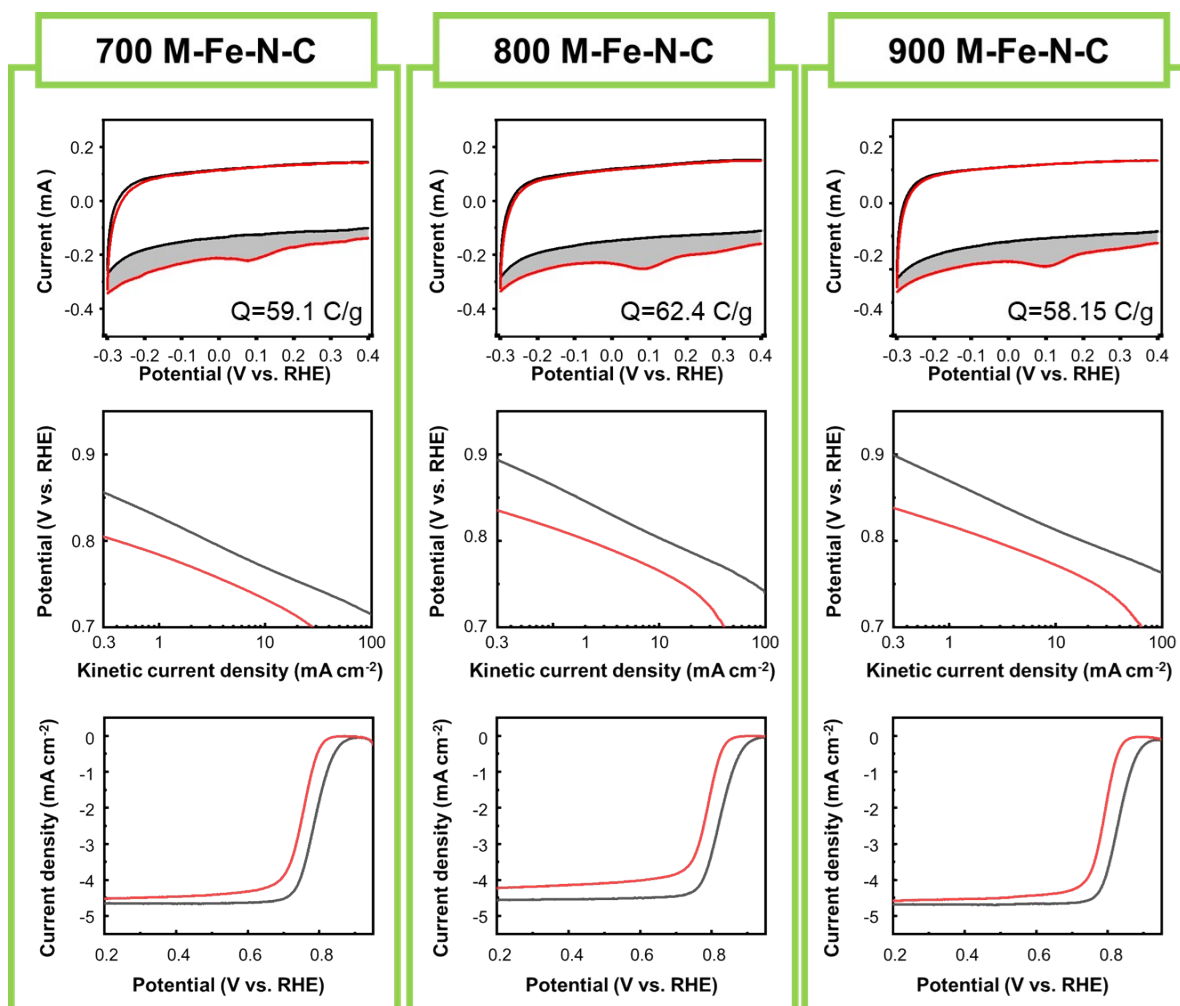 700 M-Fe-N-C
800 M-Fe-N-C
900 M-Fe-N-C
Current (mA)
0.2
0.0
-0.2
-0.4
Q=59.1 C/g
-0.3 -0.2 -0.1 0.0 0.1 0.2 0.3 0.4
Potential (V vs. RHE)
Current (mA)
0.2
0.0
-0.2
-0.4
Q=62.4 C/g
-0.3 -0.2 -0.1 0.0 0.1 0.2 0.3 0.4
Potential (V vs. RHE)
Current (mA)
0.2
0.0
-0.2
-0.4
Q=58.15 C/g
-0.3 -0.2 -0.1 0.0 0.1 0.2 0.3 0.4
Potential (V vs. RHE)
Potential (V vs. RHE)
0.9
0.8
0.7
0.3 1 10 100
Kinetic current density (mA cm⁻²)
Potential (V vs. RHE)
0.9
0.8
0.7
0.3 1 10 100
Kinetic current density (mA cm⁻²)
Potential (V vs. RHE)
0.9
0.8
0.7
0.3 1 10 100
Kinetic current density (mA cm⁻²)
Current density (mA cm⁻²)
0
-1
-2
-3
-4
-5
0.2 0.4 0.6 0.8
Potential (V vs. RHE)
Current density (mA cm⁻²)
0
-1
-2
-3
-4
-5
0.2 0.4 0.6 0.8
Potential (V vs. RHE)
Current density (mA cm⁻²)
0
-1
-2
-3
-4
-5
0.2 0.4 0.6 0.8
Potential (V vs. RHE)